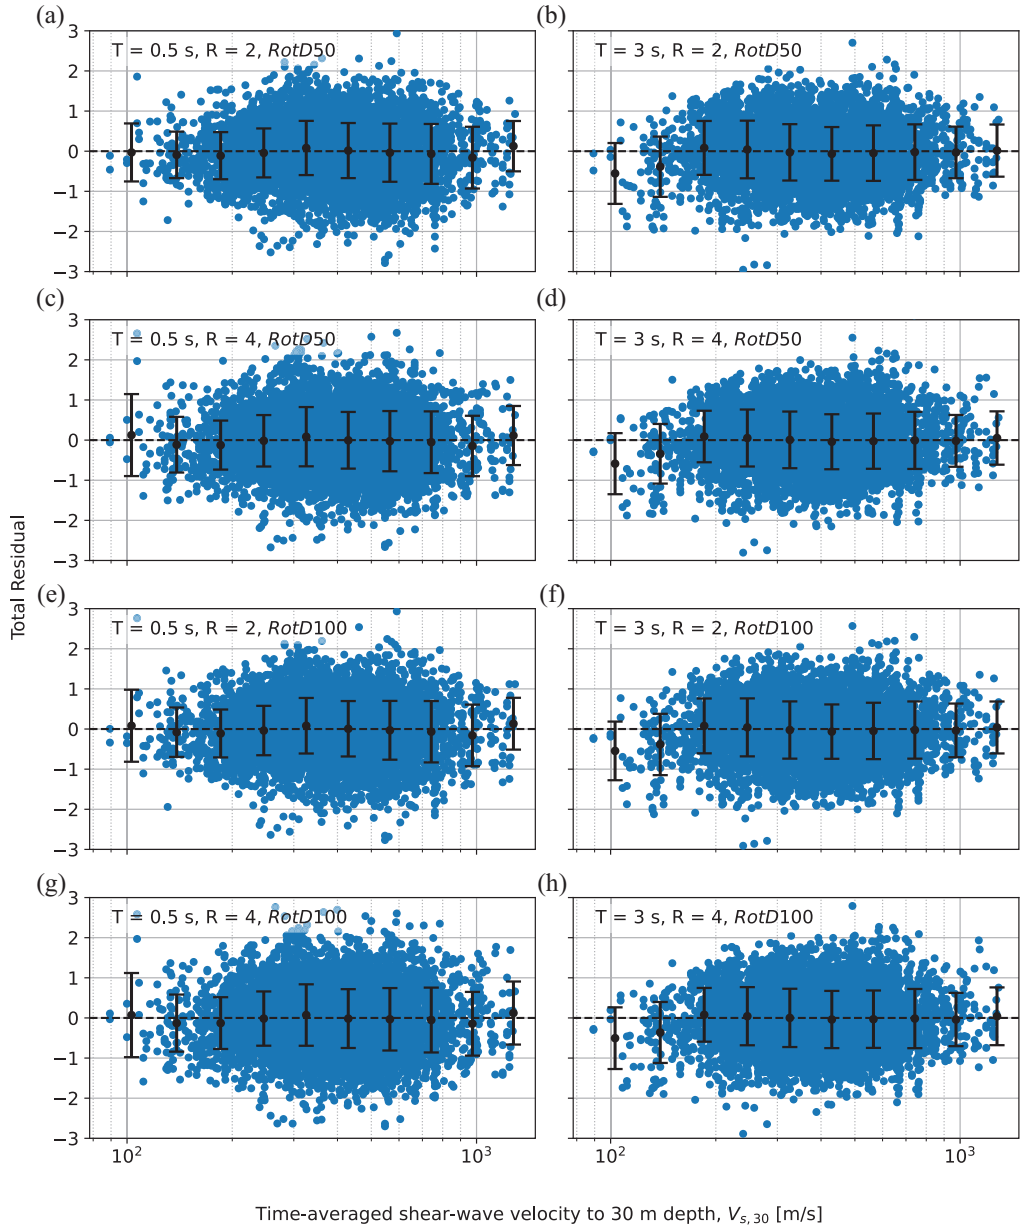 (a)
(b)
T = 0.5 s, R = 2, RotD50
T = 3 s, R = 2, RotD50
3
2
1
0
−1
−2
−3
(c)
(d)
T = 0.5 s, R = 4, RotD50
T = 3 s, R = 4, RotD50
3
2
1
0
−1
−2
−3
(e)
(f)
T = 0.5 s, R = 2, RotD100
T = 3 s, R = 2, RotD100
3
2
1
0
−1
−2
−3
(g)
(h)
T = 0.5 s, R = 4, RotD100
T = 3 s, R = 4, RotD100
3
2
1
0
−1
−2
−3
10² 10³ 10² 10³
Total Residual
Time-averaged shear-wave velocity to 30 m depth, Vₛ,₃₀ [m/s]